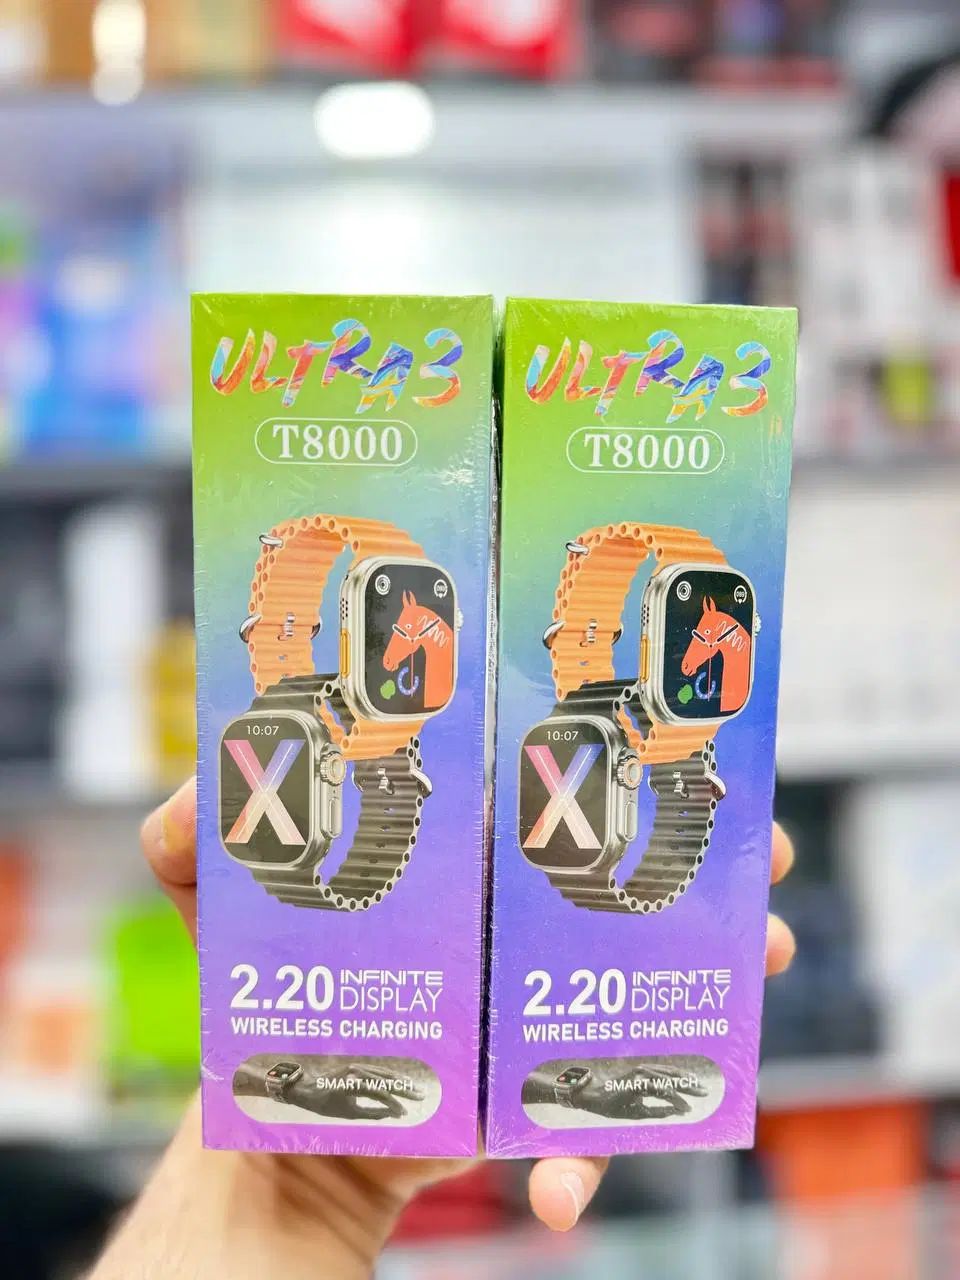 ULTRA3
T8000
10:07
2.20 INFINITE
DISPLAY
WIRELESS CHARGING
SMART WATCH
ULTRA3
T8000
10:07
2.20 INFINITE
DISPLAY
WIRELESS CHARGING
SMART WATCH